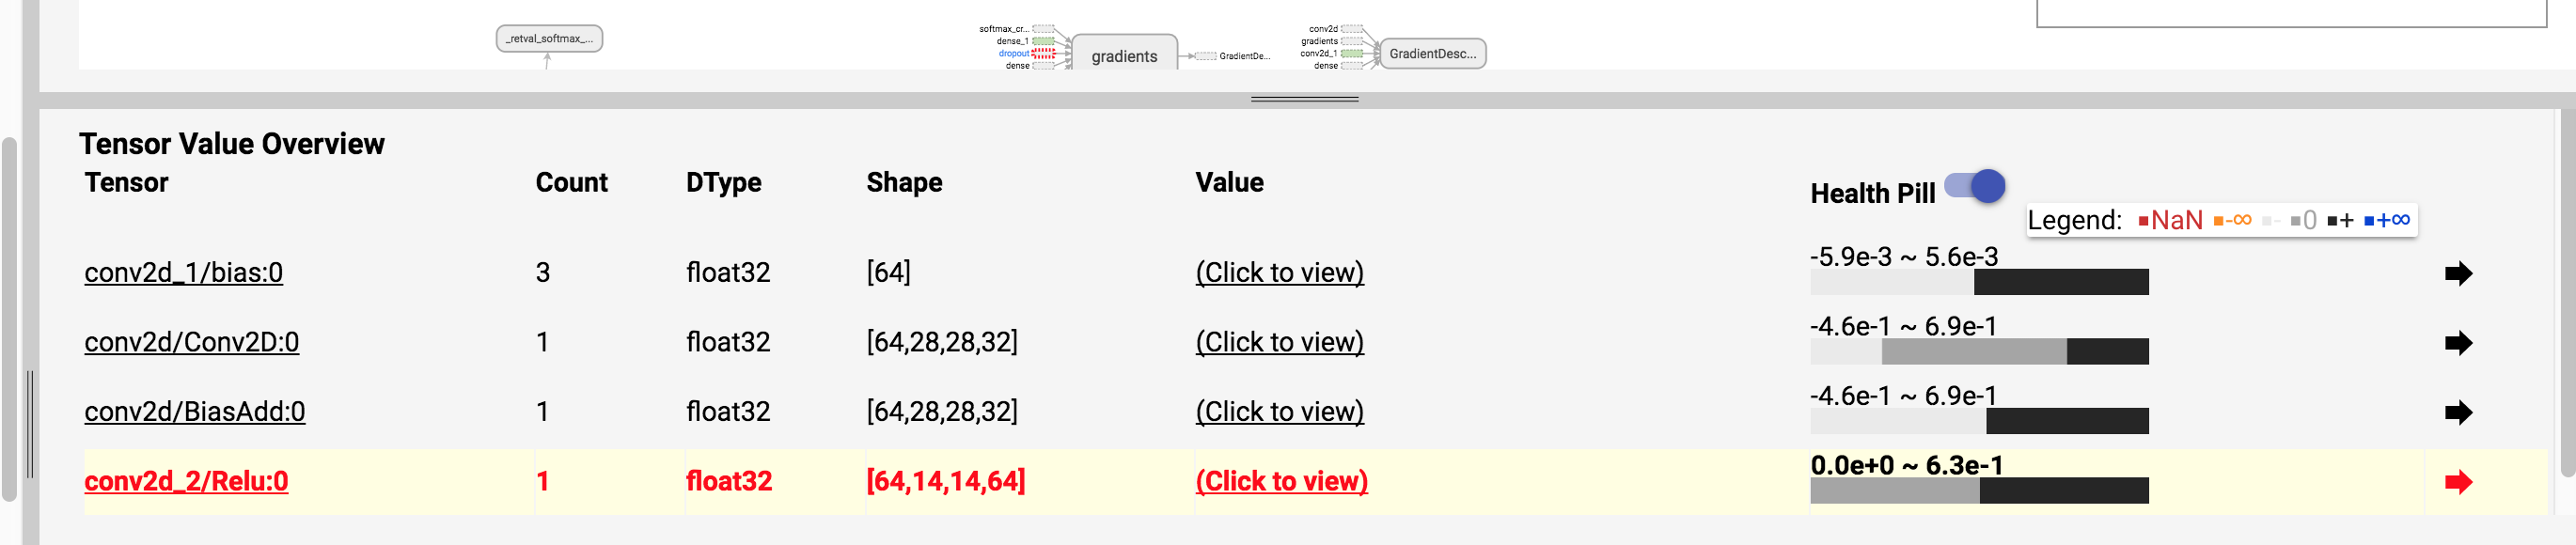 _retval_softmax_...
softmax_cr...
dense_1
dropout
dense
gradients
GradientDe...
conv2d
gradients
conv2d_1
dense
GradientDesc...
Tensor Value Overview
Tensor Count DType Shape Value Health Pill
Legend: NaN -∞ - 0 + +∞
conv2d_1/bias:0 3 float32 [64] (Click to view) -5.9e-3 ~ 5.6e-3
conv2d/Conv2D:0 1 float32 [64,28,28,32] (Click to view) -4.6e-1 ~ 6.9e-1
conv2d/BiasAdd:0 1 float32 [64,28,28,32] (Click to view) -4.6e-1 ~ 6.9e-1
conv2d_2/Relu:0 1 float32 [64,14,14,64] (Click to view) 0.0e+0 ~ 6.3e-1